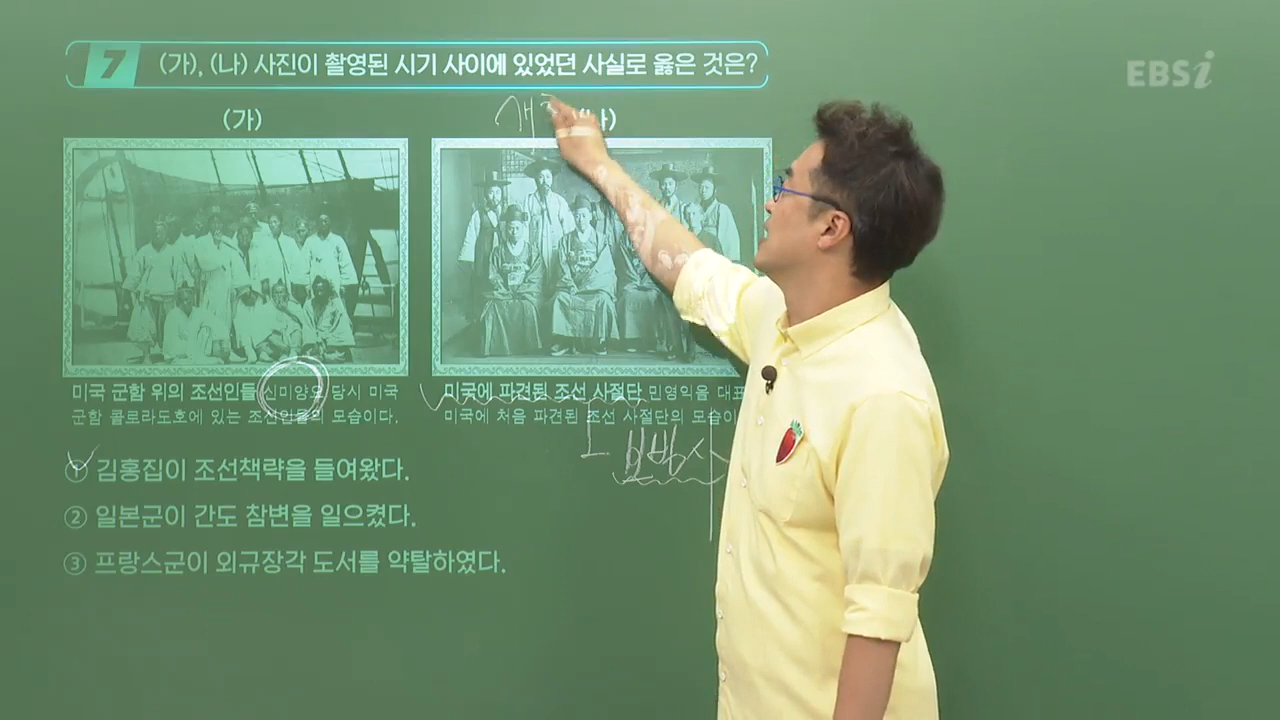 7 (가), (나) 사진이 촬영된 시기 사이에 있었던 사실로 옳은 것은?
EBSi
(가)
나)
미국 군함 위의 조선인들 신미양요 당시 미국
군함 콜로라도호에 있는 조선인들의 모습이다.
미국에 파견된 조선 사절단 민영익을 대표
미국에 처음 파견된 조선 사절단의 모습이
보빙사
① 김홍집이 조선책략을 들여왔다.
② 일본군이 간도 참변을 일으켰다.
③ 프랑스군이 외규장각 도서를 약탈하였다.